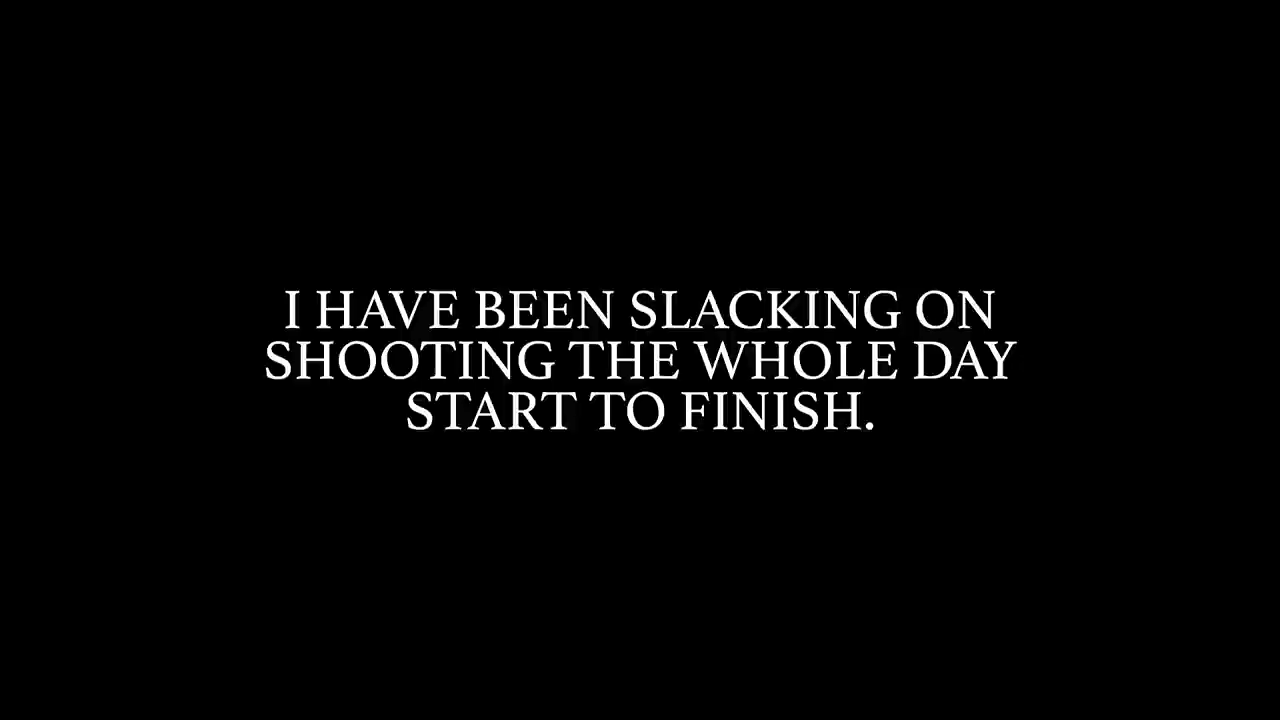 I HAVE BEEN SLACKING ON
SHOOTING THE WHOLE DAY
START TO FINISH.